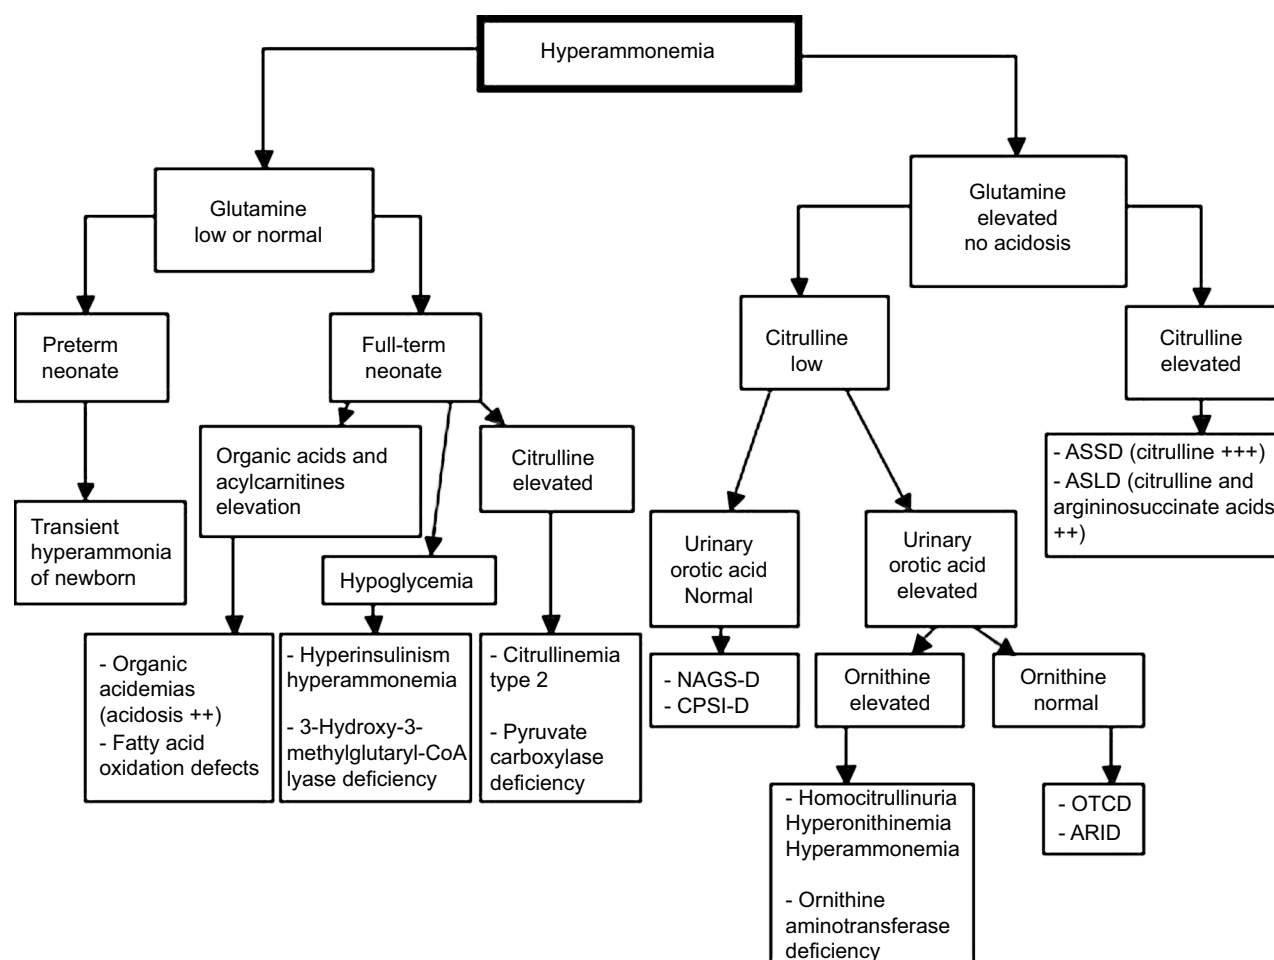 Hyperammonemia
Glutamine
low or normal
Glutamine
elevated
no acidosis
Preterm
neonate
Full-term
neonate
Citrulline
low
Citrulline
elevated
Organic acids and
acylcarnitines
elevation
Citrulline
elevated
- ASSD (citrulline +++)
- ASLD (citrulline and
argininosuccinate acids
++)
Transient
hyperammonia
of newborn
Hypoglycemia
Urinary
orotic acid
Normal
Urinary
orotic acid
elevated
- Organic
acidemias
(acidosis ++)
- Fatty acid
oxidation defects
- Hyperinsulinism
hyperammonemia
- 3-Hydroxy-3-
methylglutaryl-CoA
lyase deficiency
- Citrullinemia
type 2
- Pyruvate
carboxylase
deficiency
- NAGS-D
- CPSI-D
Ornithine
elevated
Ornithine
normal
- Homocitrullinuria
Hyperonithinemia
Hyperammonemia
- Ornithine
aminotransferase
deficiency
- OTCD
- ARID